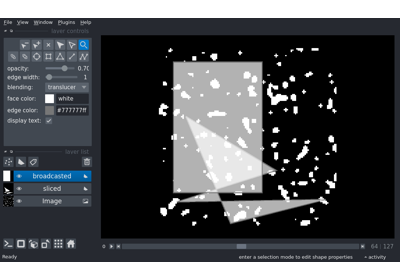 File View Window Plugins Help
layer controls
opacity: 0.70
edge width: 1
blending: translucer
face color: white
edge color: #777777ff
display text:
layer list
broadcasted
sliced
Image
64 127
Ready enter a selection mode to edit shape properties activity